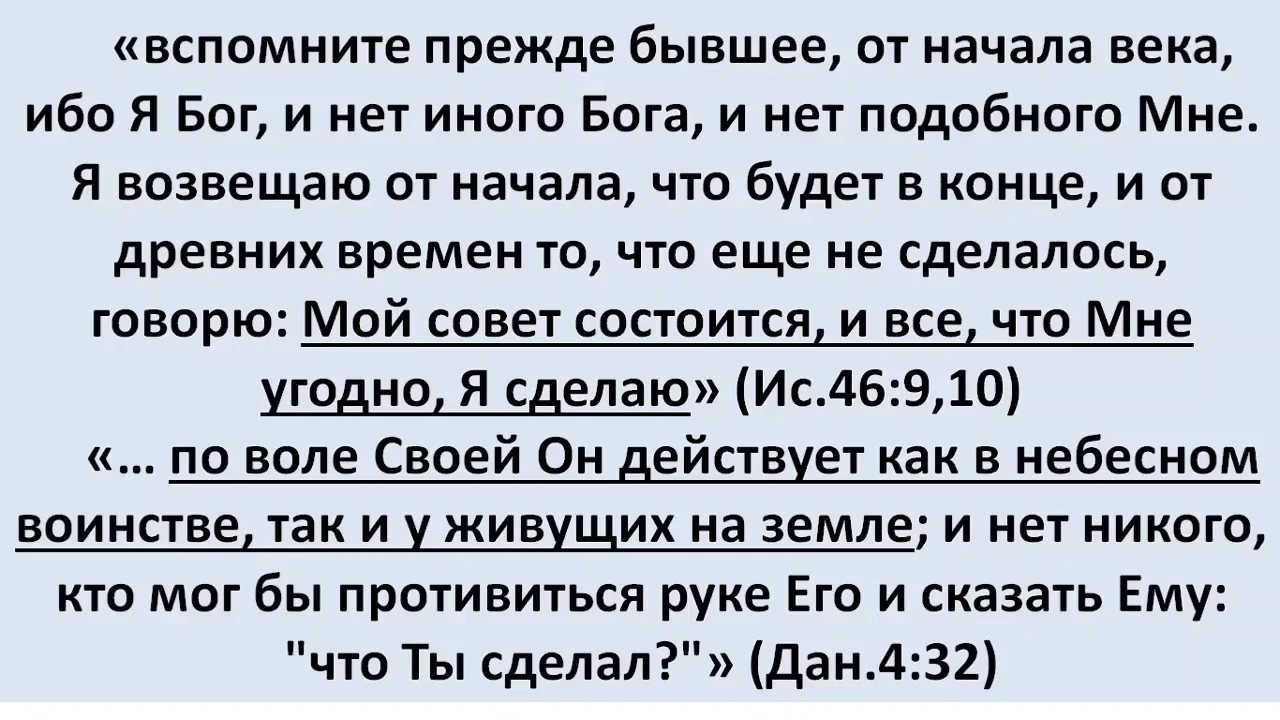 «вспомните прежде бывшее, от начала века,
ибо Я Бог, и нет иного Бога, и нет подобного Мне.
Я возвещаю от начала, что будет в конце, и от
древних времен то, что еще не сделалось,
говорю: Мой совет состоится, и все, что Мне
угодно, Я сделаю» (Ис.46:9,10)
«... по воле Своей Он действует как в небесном
воинстве, так и у живущих на земле; и нет никого,
кто мог бы противиться руке Его и сказать Ему:
"что Ты сделал?"» (Дан.4:32)